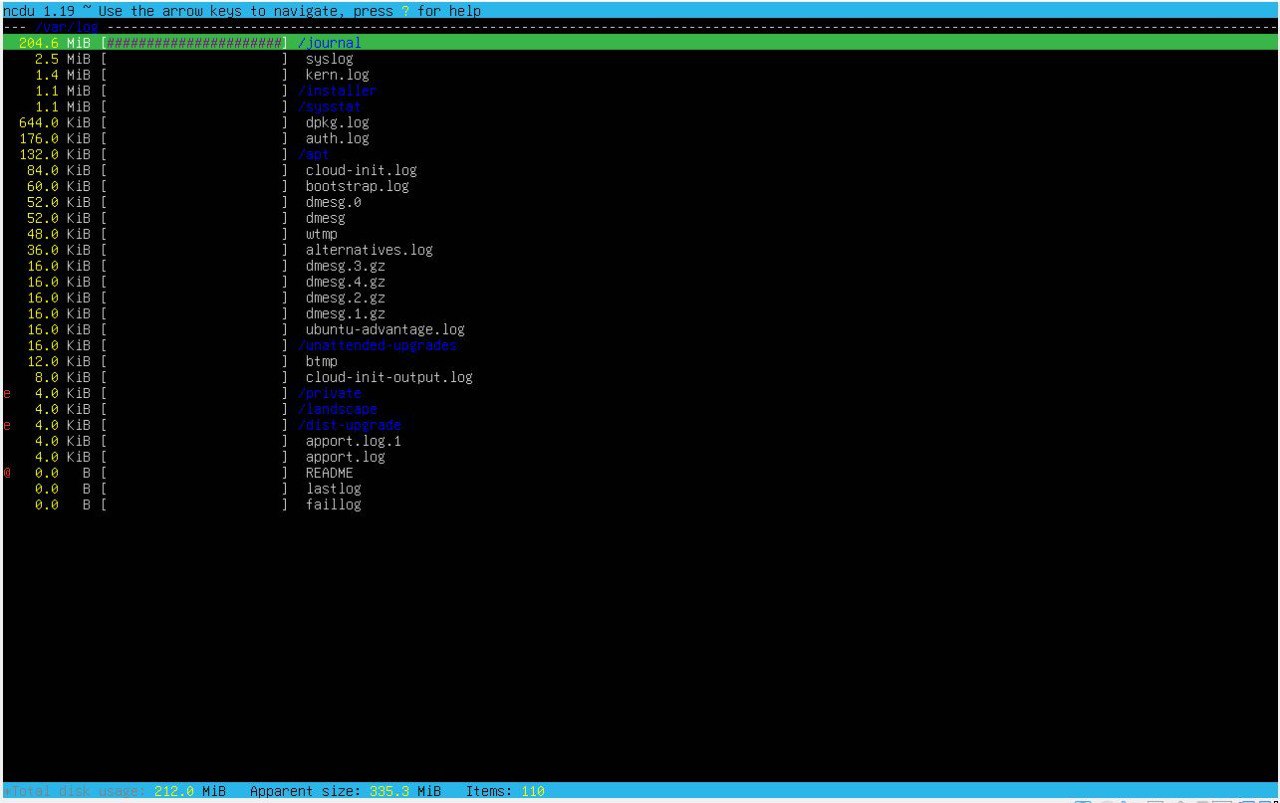 ncdu 1.19 ~ Use the arrow keys to navigate, press ? for help
--- /var/log ---------------------------------------------------------------------------------------------------------------------------------------------------
  204.6 MiB [######################] /journal
    2.5 MiB [                      ]  syslog
    1.4 MiB [                      ]  kern.log
    1.1 MiB [                      ] /installer
    1.1 MiB [                      ] /sysstat
  644.0 KiB [                      ]  dpkg.log
  176.0 KiB [                      ]  auth.log
  132.0 KiB [                      ] /apt
   84.0 KiB [                      ]  cloud-init.log
   60.0 KiB [                      ]  bootstrap.log
   52.0 KiB [                      ]  dmesg.0
   52.0 KiB [                      ]  dmesg
   48.0 KiB [                      ]  wtmp
   36.0 KiB [                      ]  alternatives.log
   16.0 KiB [                      ]  dmesg.3.gz
   16.0 KiB [                      ]  dmesg.4.gz
   16.0 KiB [                      ]  dmesg.2.gz
   16.0 KiB [                      ]  dmesg.1.gz
   16.0 KiB [                      ]  ubuntu-advantage.log
   16.0 KiB [                      ] /unattended-upgrades
   12.0 KiB [                      ]  btmp
    8.0 KiB [                      ]  cloud-init-output.log
e   4.0 KiB [                      ] /private
    4.0 KiB [                      ] /landscape
e   4.0 KiB [                      ] /dist-upgrade
    4.0 KiB [                      ]  apport.log.1
    4.0 KiB [                      ]  apport.log
@   0.0   B [                      ]  README
    0.0   B [                      ]  lastlog
    0.0   B [                      ]  faillog
*Total disk usage: 212.0 MiB   Apparent size: 335.3 MiB   Items: 110